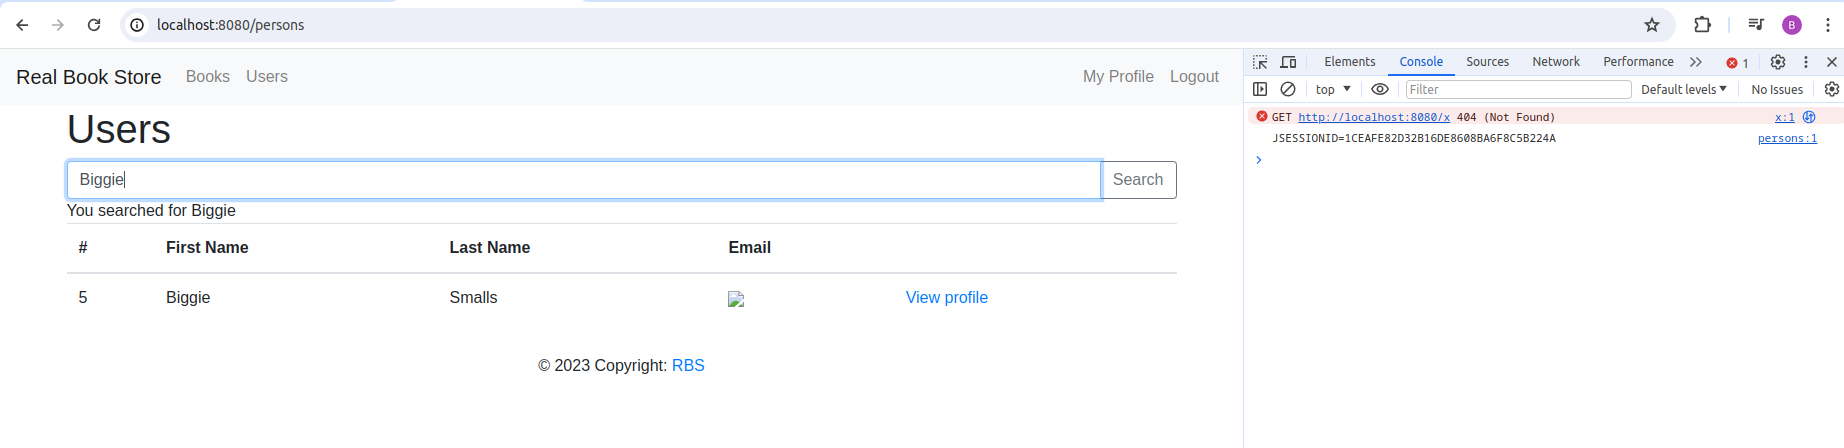 localhost:8080/persons
B
Real Book Store Books Users My Profile Logout
Users
Biggie Search
You searched for Biggie
# First Name Last Name Email
5 Biggie Smalls View profile
© 2023 Copyright: RBS
Elements Console Sources Network Performance 1
top Filter Default levels No Issues
GET http://localhost:8080/x 404 (Not Found) x:1
JSESSIONID=1CEAFE82D32B16DE8608BA6F8C5B224A persons:1